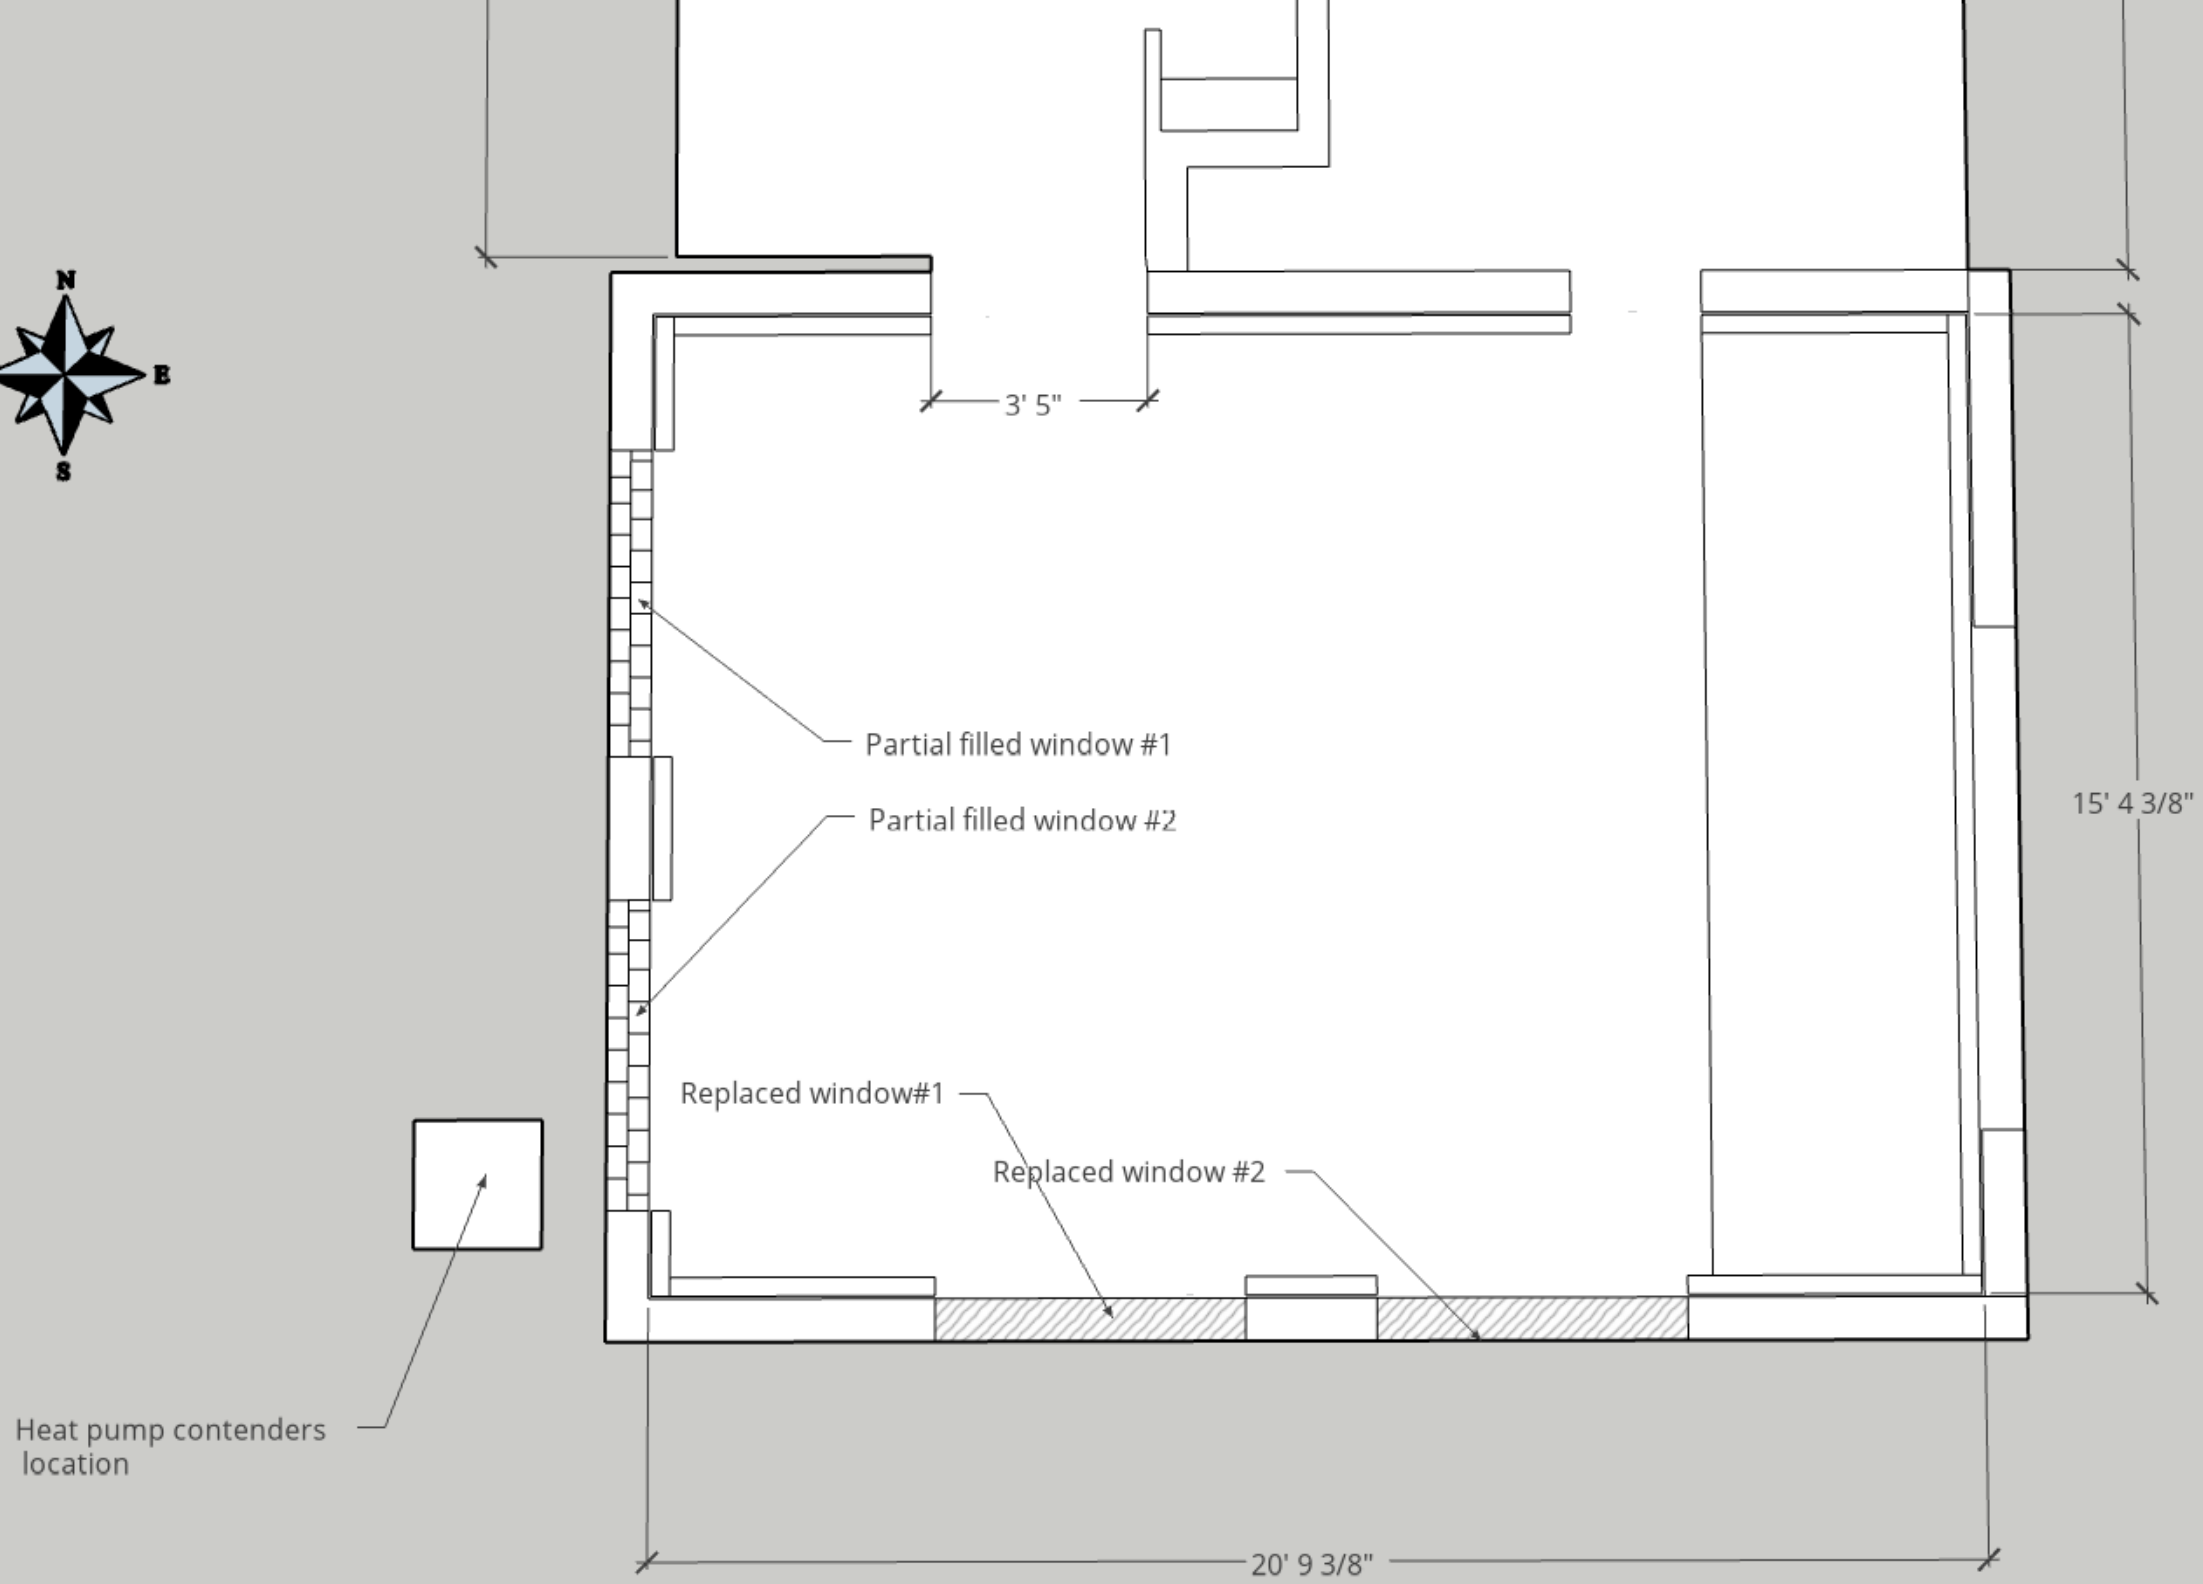 N
E
S
3' 5"
Partial filled window #1
15' 4 3/8"
Partial filled window #2
Replaced window#1
Replaced window #2
Heat pump contenders
location
20' 9 3/8"